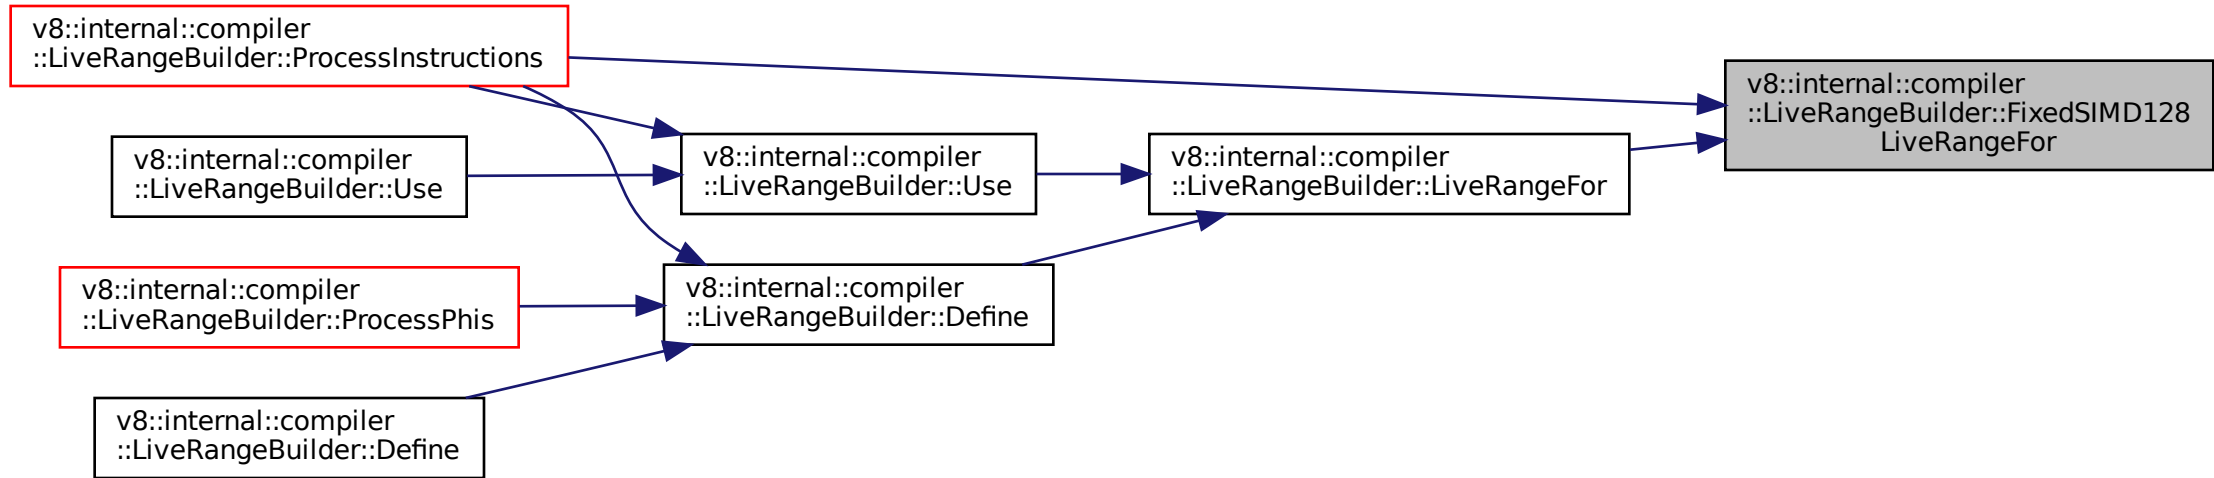 v8::internal::compiler
::LiveRangeBuilder::ProcessInstructions
v8::internal::compiler
::LiveRangeBuilder::Use
v8::internal::compiler
::LiveRangeBuilder::ProcessPhis
v8::internal::compiler
::LiveRangeBuilder::Define
v8::internal::compiler
::LiveRangeBuilder::Use
v8::internal::compiler
::LiveRangeBuilder::Define
v8::internal::compiler
::LiveRangeBuilder::LiveRangeFor
v8::internal::compiler
::LiveRangeBuilder::FixedSIMD128
LiveRangeFor